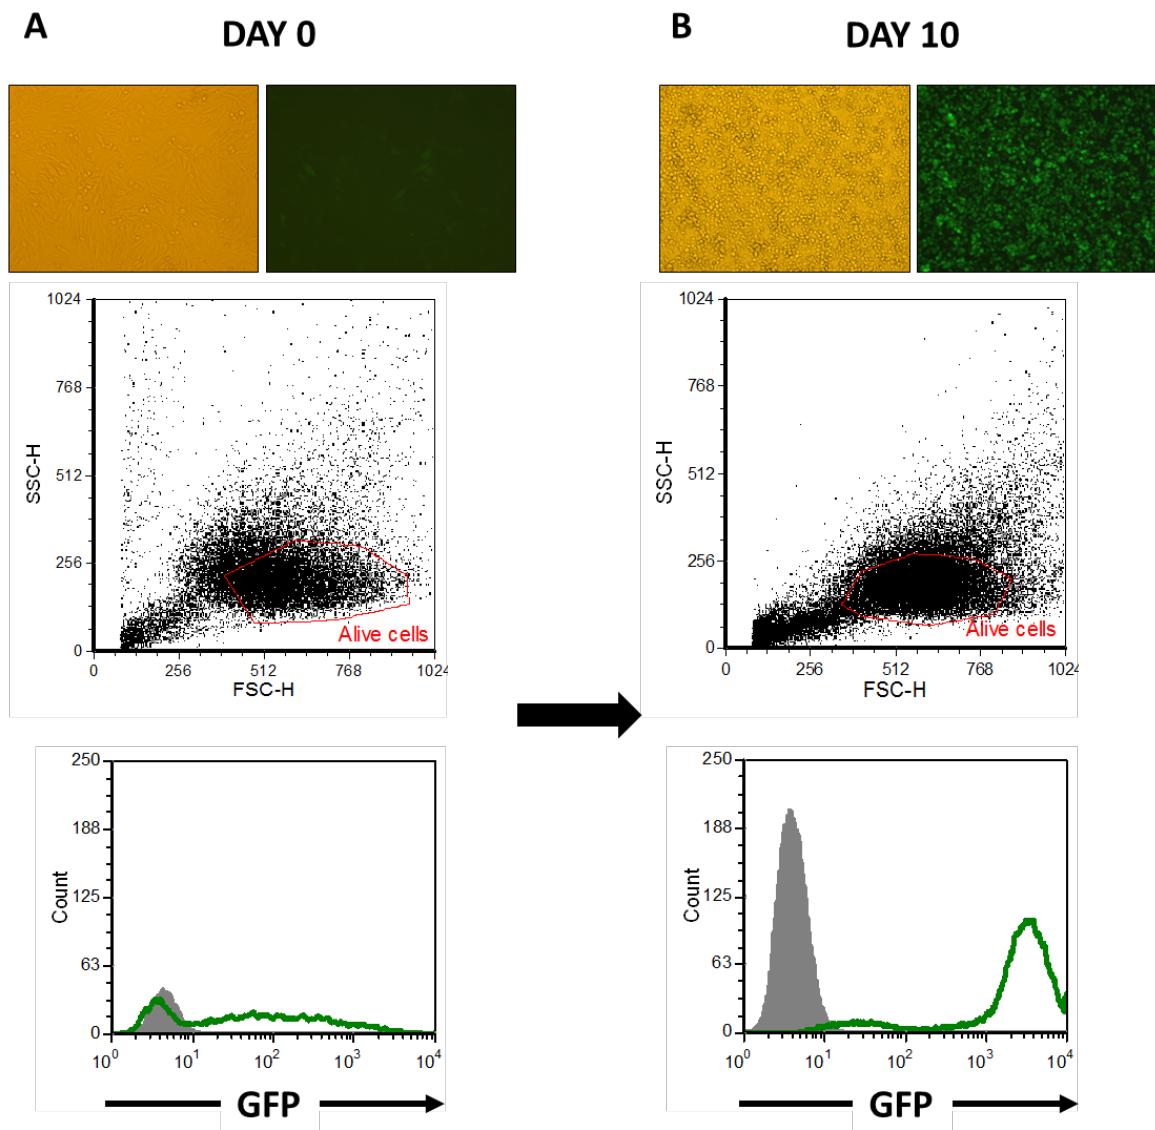 A
DAY 0
B
DAY 10
1024
768
512
256
0
SSC-H
Alive cells
0 256 512 768 1024
FSC-H
1024
768
512
256
0
SSC-H
Alive cells
0 256 512 768 1024
FSC-H
250
188
125
63
0
Count
10⁰ 10¹ 10² 10³ 10⁴
GFP
250
188
125
63
0
Count
10⁰ 10¹ 10² 10³ 10⁴
GFP